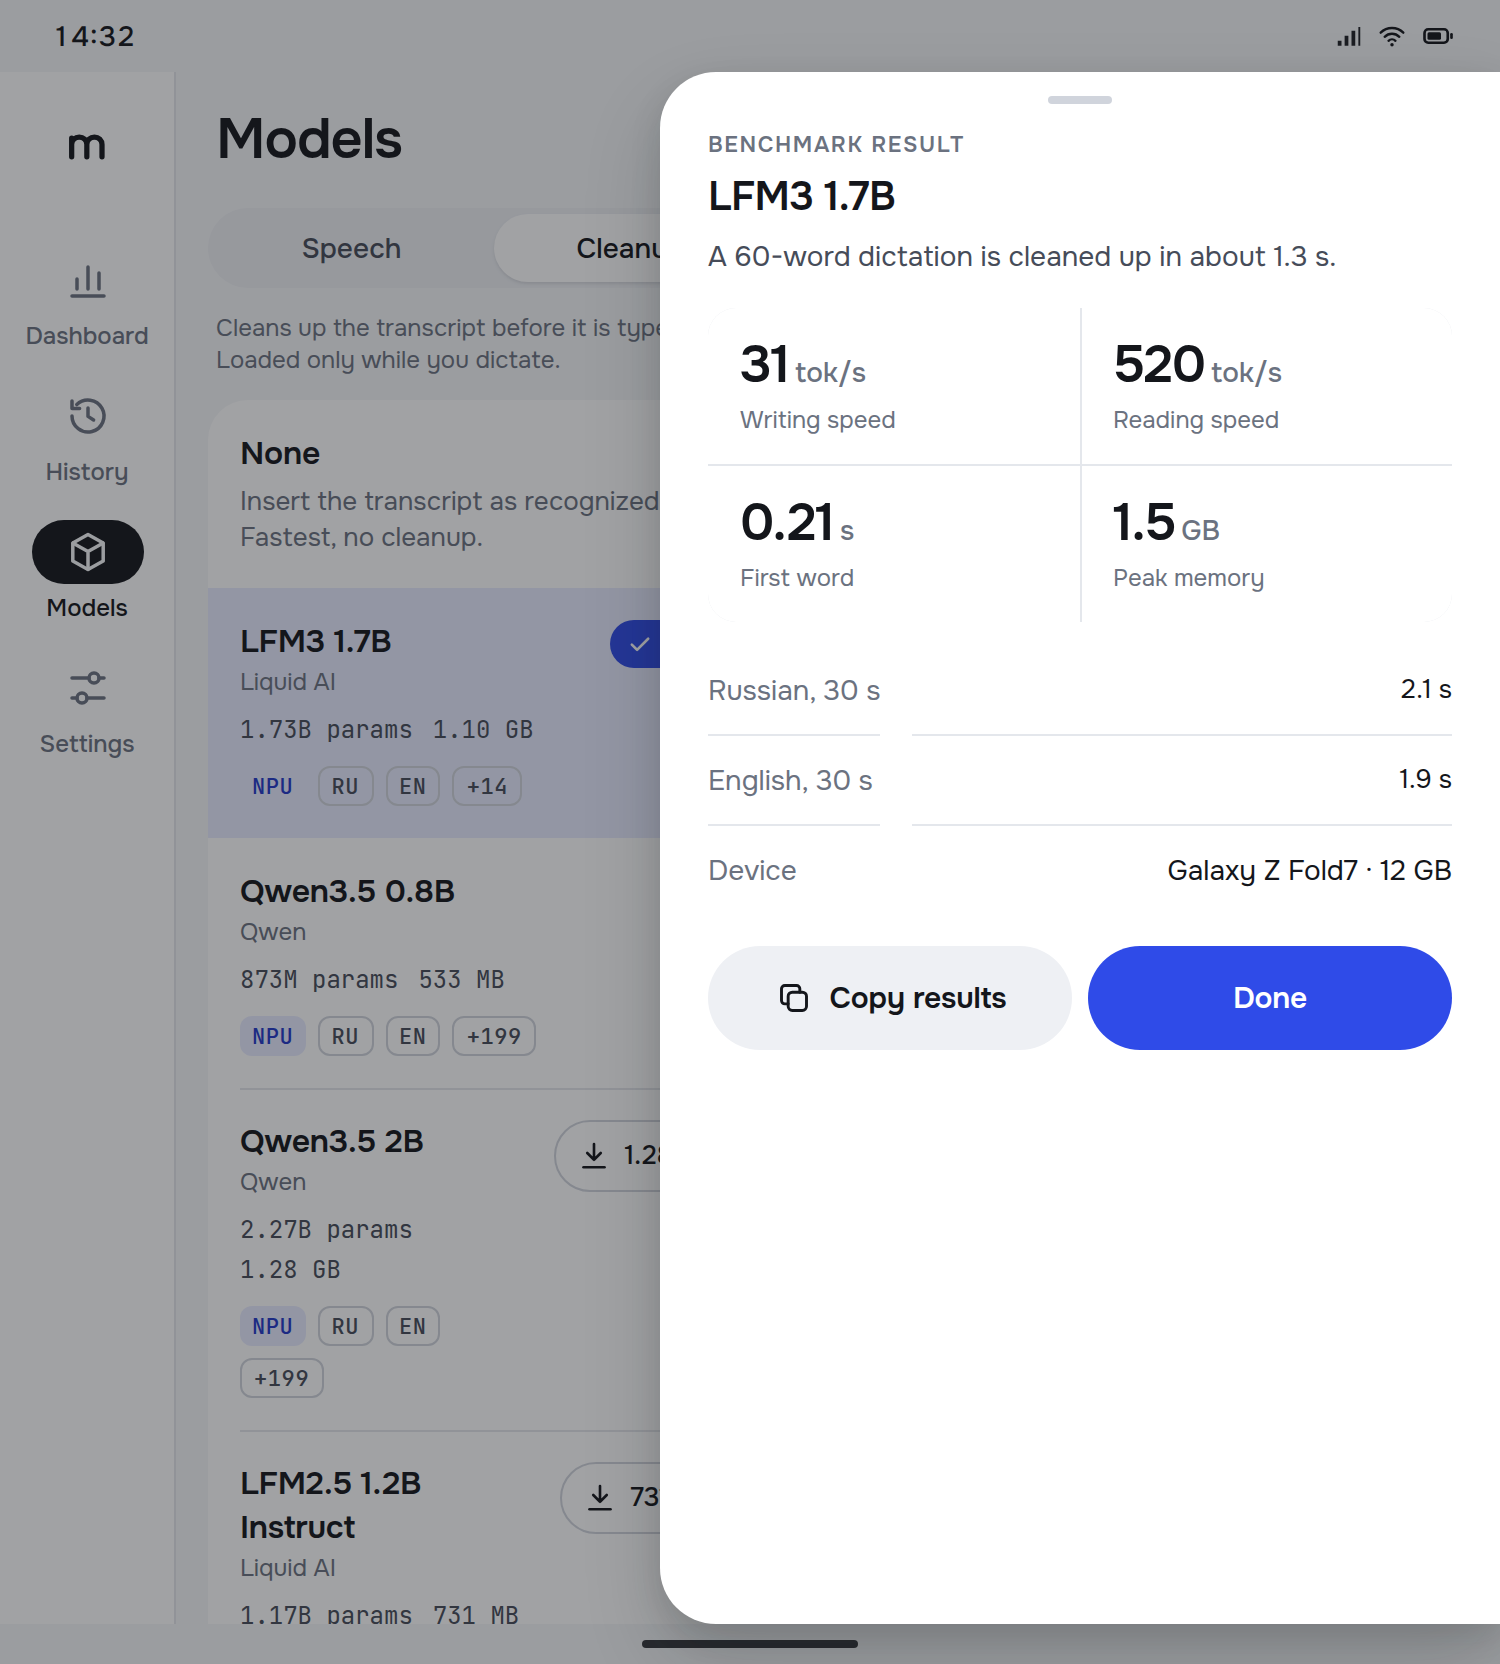 14:32
m
Dashboard
History
Models
Settings
Models
Speech
Cleans up the transcript before it is
Loaded only while you dictate.
None
Insert the transcript as recognized
Fastest, no cleanup.
LFM3 1.7B
Liquid AI
1.73B params 1.10 GB
NPU RU EN +14
Qwen3.5 0.8B
Qwen
873M params 533 MB
NPU RU EN +199
Qwen3.5 2B
Qwen
2.27B params
1.28 GB
NPU RU EN
+199
LFM2.5 1.2B
Instruct
Liquid AI
1.17B params 731 MB
BENCHMARK RESULT
LFM3 1.7B
A 60-word dictation is cleaned up in about 1.3 s.
31 tok/s
Writing speed
520 tok/s
Reading speed
0.21 s
First word
1.5 GB
Peak memory
Russian, 30 s 2.1 s
English, 30 s 1.9 s
Device Galaxy Z Fold7 · 12 GB
Copy results
Done